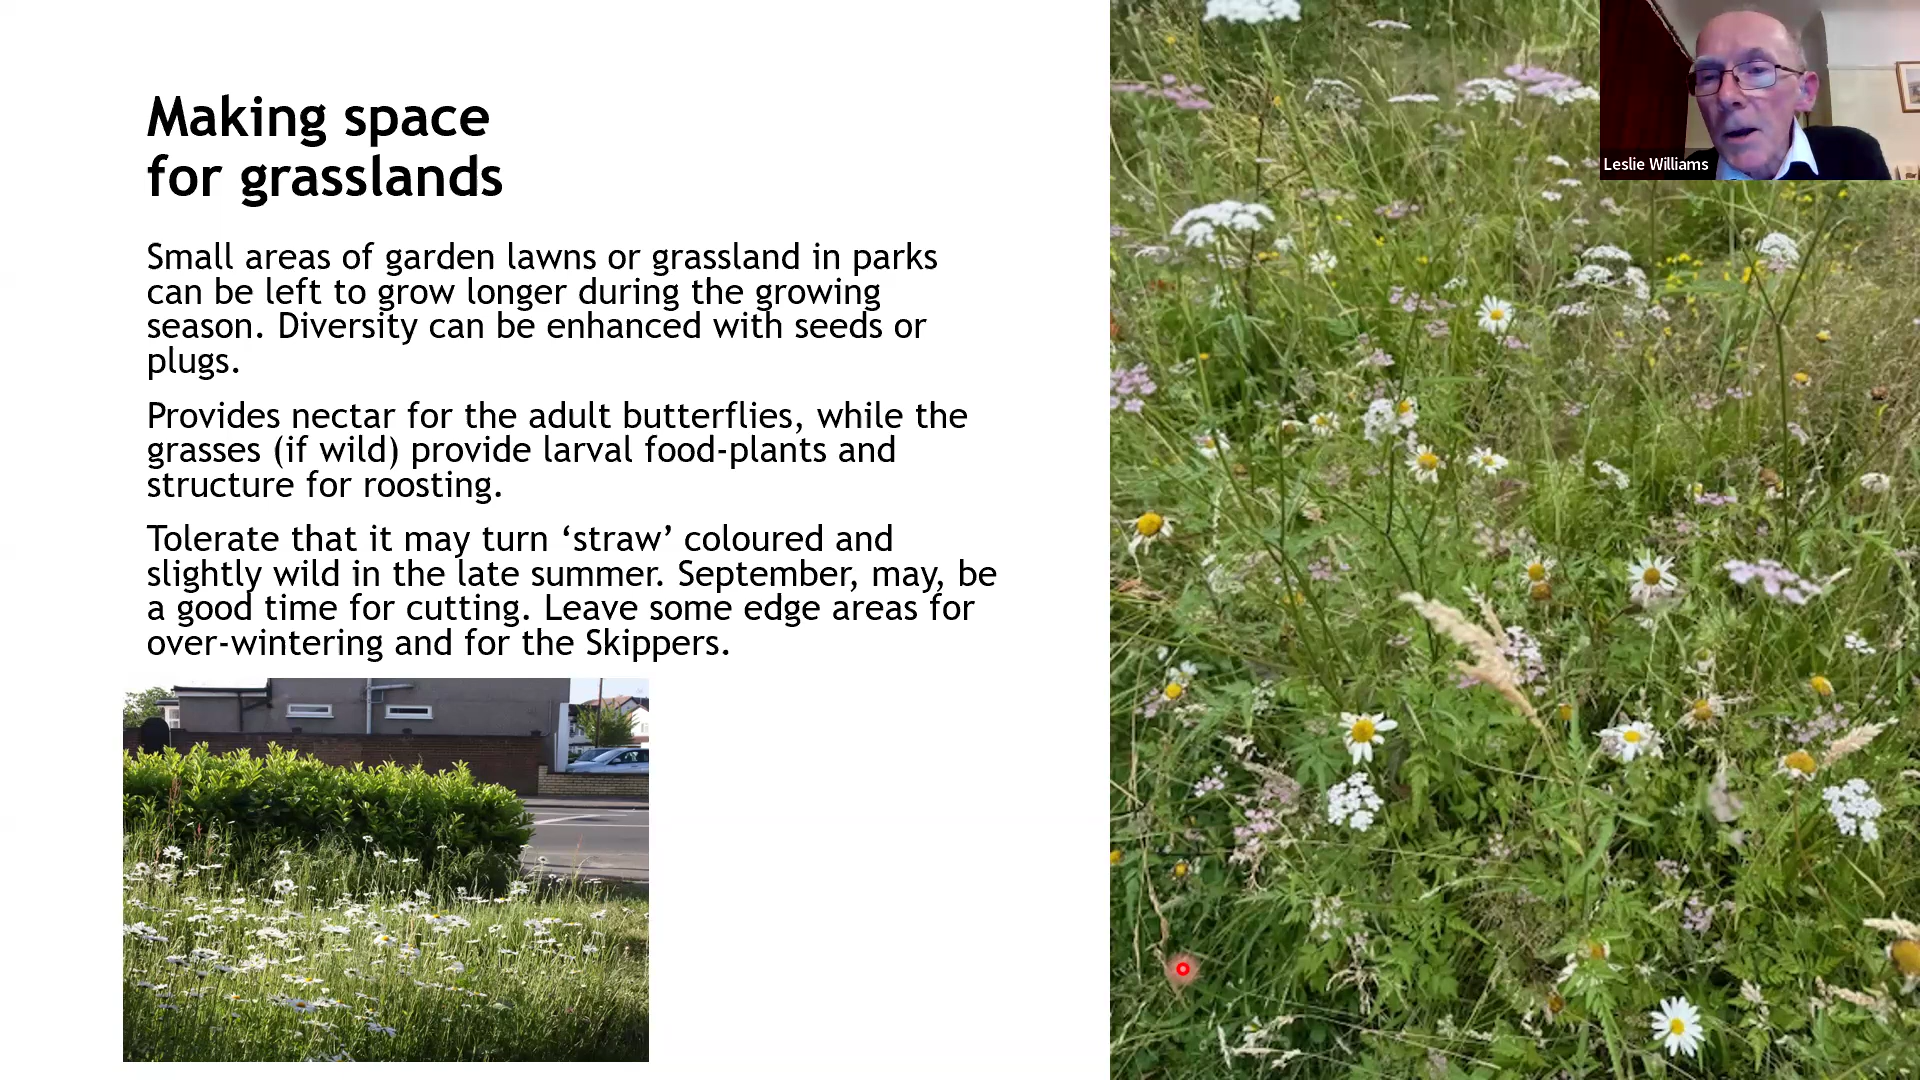 Making space
for grasslands
Small areas of garden lawns or grassland in parks
can be left to grow longer during the growing
season. Diversity can be enhanced with seeds or
plugs.
Provides nectar for the adult butterflies, while the
grasses (if wild) provide larval food-plants and
structure for roosting.
Tolerate that it may turn ‘straw’ coloured and
slightly wild in the late summer. September, may, be
a good time for cutting. Leave some edge areas for
over-wintering and for the Skippers.
Leslie Williams